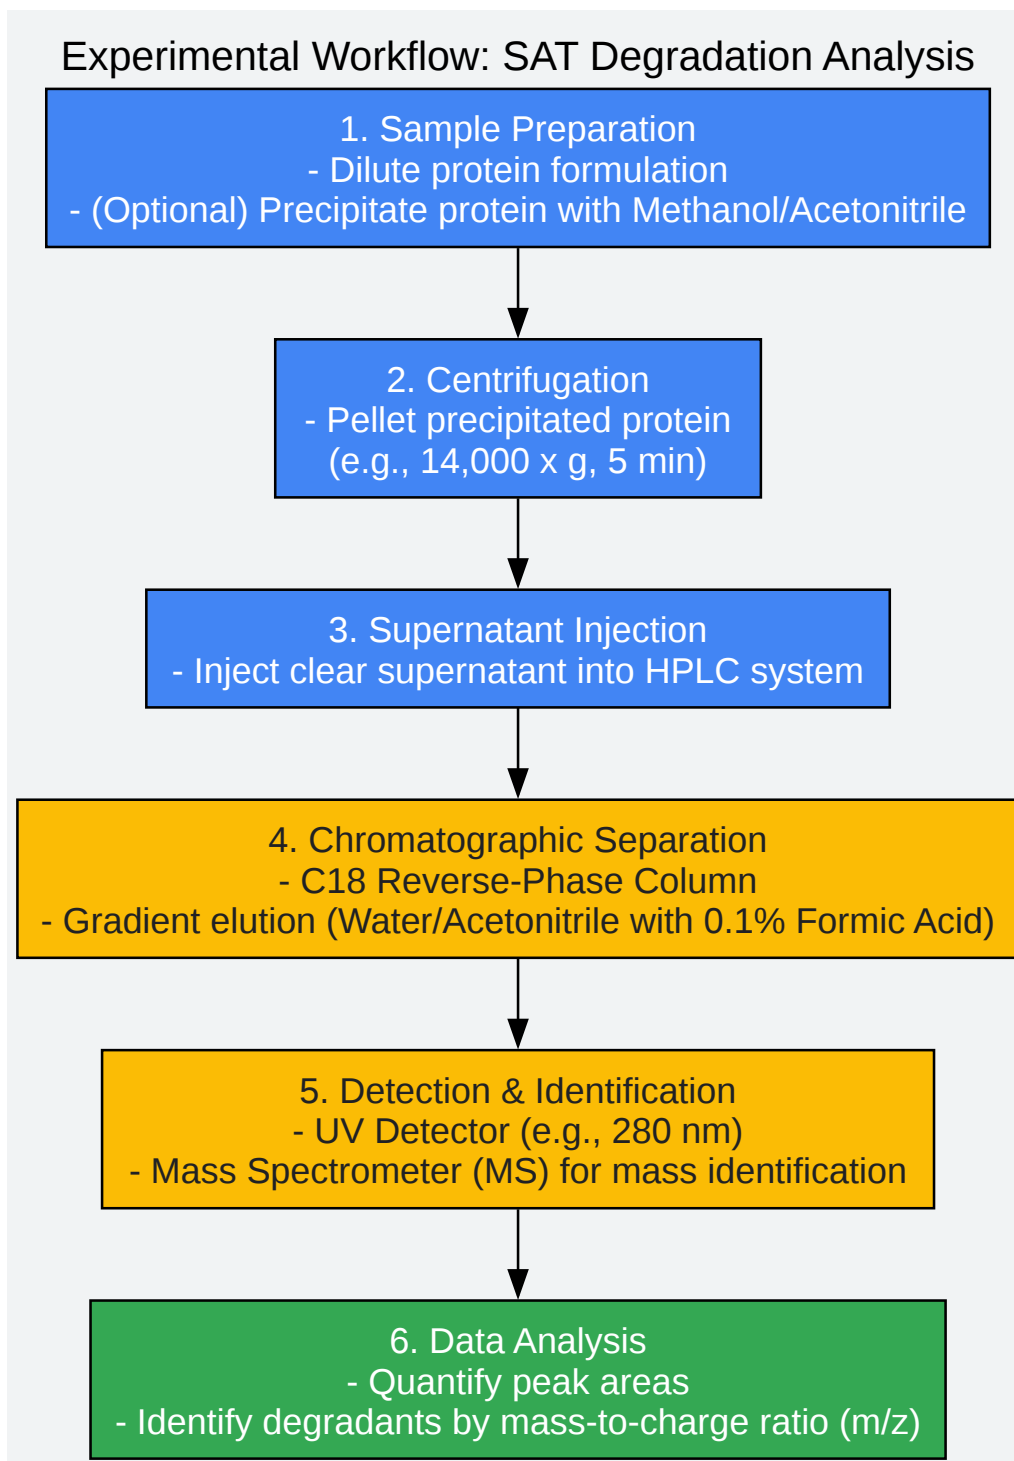 Experimental Workflow: SAT Degradation Analysis
1. Sample Preparation
- Dilute protein formulation
- (Optional) Precipitate protein with Methanol/Acetonitrile
2. Centrifugation
- Pellet precipitated protein
(e.g., 14,000 x g, 5 min)
3. Supernatant Injection
- Inject clear supernatant into HPLC system
4. Chromatographic Separation
- C18 Reverse-Phase Column
- Gradient elution (Water/Acetonitrile with 0.1% Formic Acid)
5. Detection & Identification
- UV Detector (e.g., 280 nm)
- Mass Spectrometer (MS) for mass identification
6. Data Analysis
- Quantify peak areas
- Identify degradants by mass-to-charge ratio (m/z)